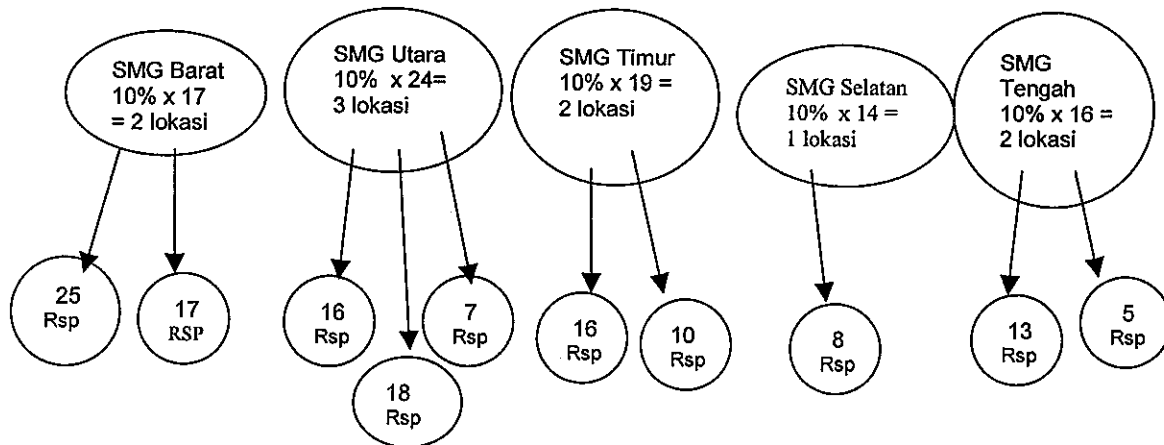 SMG Barat
10% x 17
= 2 lokasi
SMG Utara
10% x 24=
3 lokasi
SMG Timur
10% x 19 =
2 lokasi
SMG Selatan
10% x 14 =
1 lokasi
SMG
Tengah
10% x 16 =
2 lokasi
25
Rsp
17
RSP
16
Rsp
18
Rsp
7
Rsp
16
Rsp
10
Rsp
8
Rsp
13
Rsp
5
Rsp